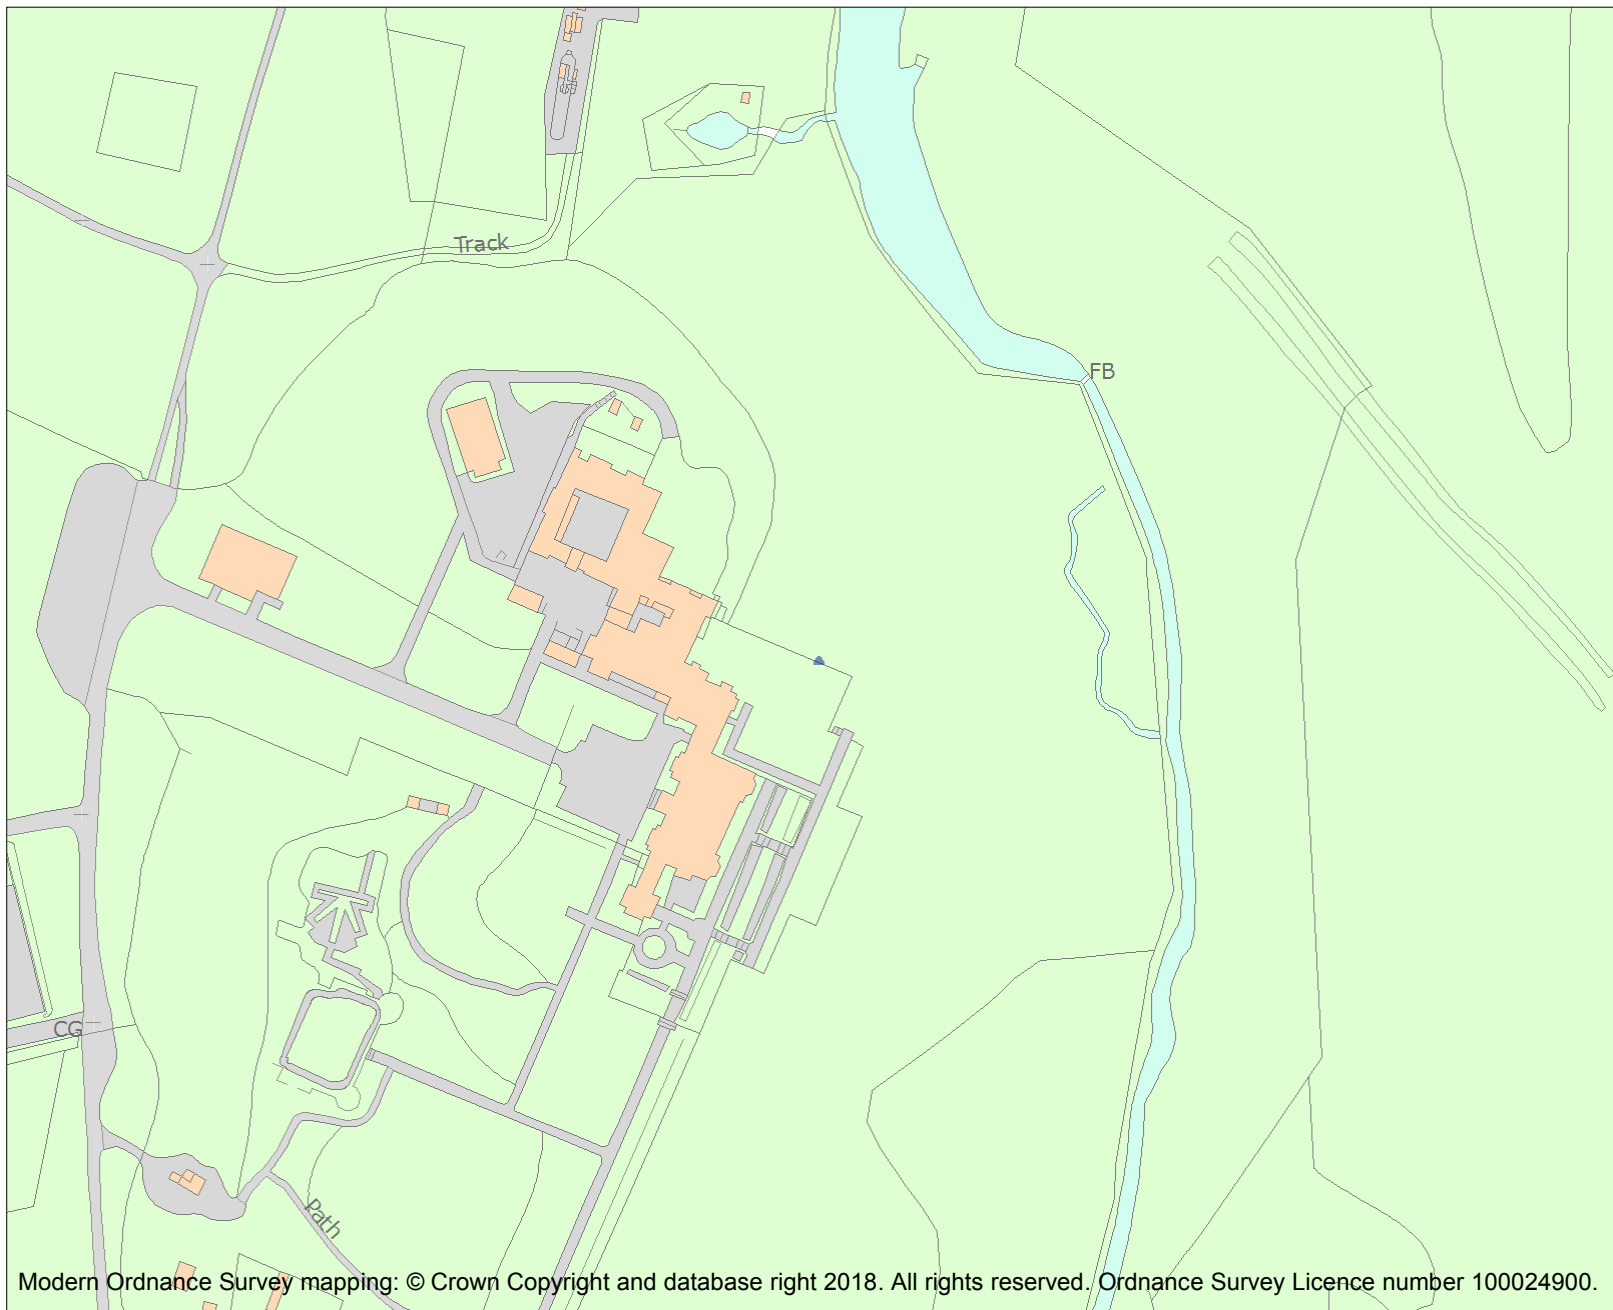 Track
FB
CG
Path
Modern Ordnance Survey mapping: © Crown Copyright and database right 2018. All rights reserved. Ordnance Survey Licence number 100024900.